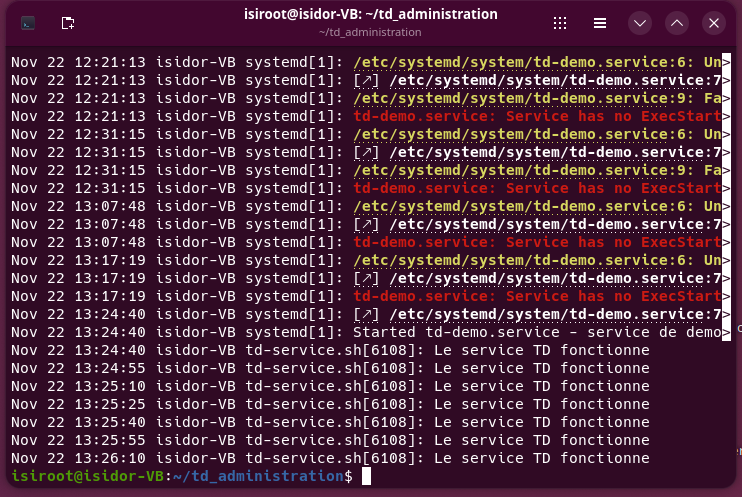 isiroot@isidor-VB: ~/td_administration
~/td_administration
Nov 22 12:21:13 isidor-VB systemd[1]: /etc/systemd/system/td-demo.service:6: Un>
Nov 22 12:21:13 isidor-VB systemd[1]: [↗] /etc/systemd/system/td-demo.service:7>
Nov 22 12:21:13 isidor-VB systemd[1]: /etc/systemd/system/td-demo.service:9: Fa>
Nov 22 12:21:13 isidor-VB systemd[1]: td-demo.service: Service has no ExecStart>
Nov 22 12:31:15 isidor-VB systemd[1]: /etc/systemd/system/td-demo.service:6: Un>
Nov 22 12:31:15 isidor-VB systemd[1]: [↗] /etc/systemd/system/td-demo.service:7>
Nov 22 12:31:15 isidor-VB systemd[1]: /etc/systemd/system/td-demo.service:9: Fa>
Nov 22 12:31:15 isidor-VB systemd[1]: td-demo.service: Service has no ExecStart>
Nov 22 13:07:48 isidor-VB systemd[1]: /etc/systemd/system/td-demo.service:6: Un>
Nov 22 13:07:48 isidor-VB systemd[1]: [↗] /etc/systemd/system/td-demo.service:7>
Nov 22 13:07:48 isidor-VB systemd[1]: td-demo.service: Service has no ExecStart>
Nov 22 13:17:19 isidor-VB systemd[1]: /etc/systemd/system/td-demo.service:6: Un>
Nov 22 13:17:19 isidor-VB systemd[1]: [↗] /etc/systemd/system/td-demo.service:7>
Nov 22 13:17:19 isidor-VB systemd[1]: td-demo.service: Service has no ExecStart>
Nov 22 13:24:40 isidor-VB systemd[1]: [↗] /etc/systemd/system/td-demo.service:7>
Nov 22 13:24:40 isidor-VB systemd[1]: Started td-demo.service - service de demo>
Nov 22 13:24:40 isidor-VB td-service.sh[6108]: Le service TD fonctionne
Nov 22 13:24:55 isidor-VB td-service.sh[6108]: Le service TD fonctionne
Nov 22 13:25:10 isidor-VB td-service.sh[6108]: Le service TD fonctionne
Nov 22 13:25:25 isidor-VB td-service.sh[6108]: Le service TD fonctionne
Nov 22 13:25:40 isidor-VB td-service.sh[6108]: Le service TD fonctionne
Nov 22 13:25:55 isidor-VB td-service.sh[6108]: Le service TD fonctionne
Nov 22 13:26:10 isidor-VB td-service.sh[6108]: Le service TD fonctionne
isiroot@isidor-VB:~/td_administration$